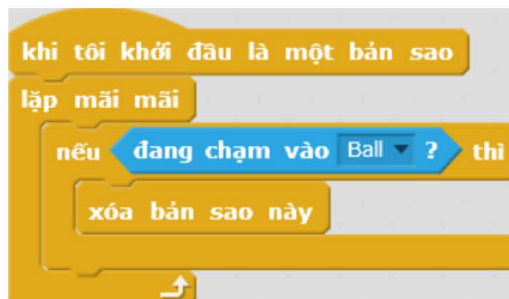 khi tôi khởi đầu là một bản sao
lặp mãi mãi
nếu đang chạm vào Ball ? thì
xóa bản sao này